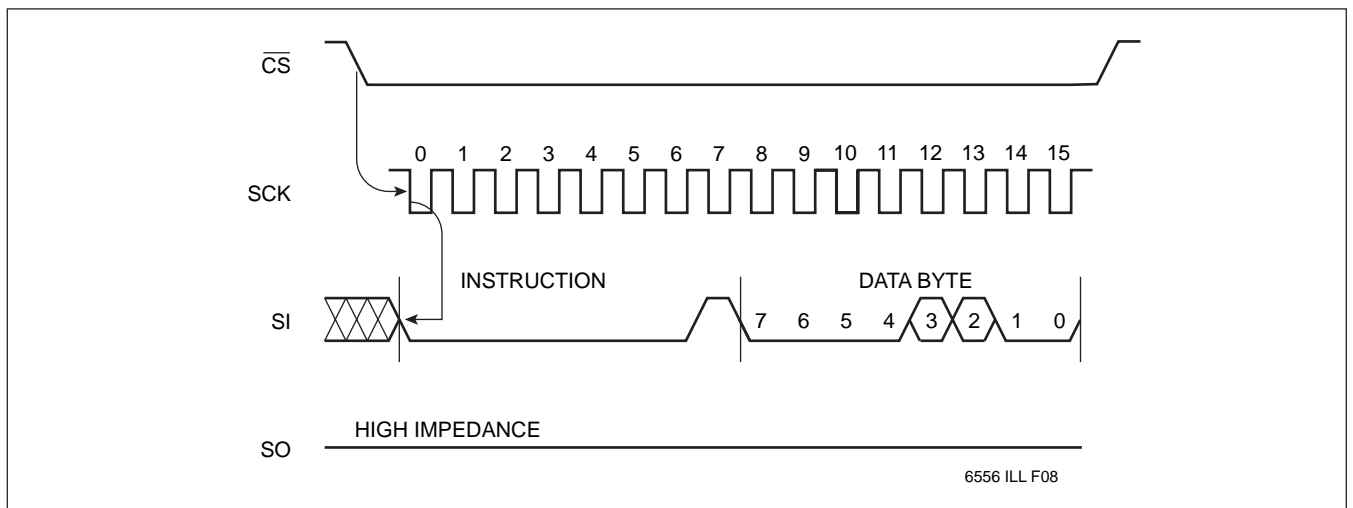 CS
0 1 2 3 4 5 6 7 8 9 10 11 12 13 14 15
SCK
INSTRUCTION DATA BYTE
SI 7 6 5 4 3 2 1 0
HIGH IMPEDANCE
SO
6556 ILL F08